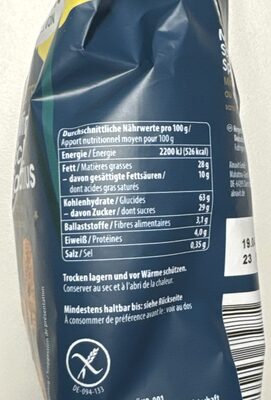 Durchschnittliche Nährwerte pro 100 g/
Apport nutritionnel moyen pour 100 g
Energie / Energie 2200 kJ (526 kcal)
Fett / Matières grasses 28 g
- davon gesättigte Fettsäuren / 10 g
dont acides gras saturés
Kohlenhydrate / Glucides 63 g
- davon Zucker / dont sucres 29 g
Ballaststoffe / Fibres alimentaires 3,1 g
Eiweiß / Protéines 4,0 g
Salz / Sel 0,35 g
Trocken lagern und vor Wärme schützen.
Conserver au sec et à l'abri de la chaleur.
Mindestens haltbar bis: siehe Rückseite
À consommer de préférence avant le: voir au dos
DE-094-133
19.0
23